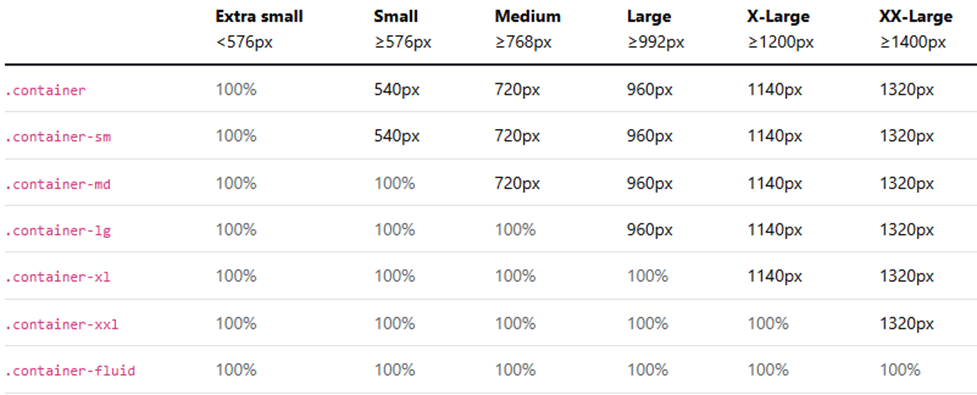 Extra small Small Medium Large X-Large XX-Large
<576px ≥576px ≥768px ≥992px ≥1200px ≥1400px
.container 100% 540px 720px 960px 1140px 1320px
.container-sm 100% 540px 720px 960px 1140px 1320px
.container-md 100% 100% 720px 960px 1140px 1320px
.container-lg 100% 100% 100% 960px 1140px 1320px
.container-xl 100% 100% 100% 100% 1140px 1320px
.container-xxl 100% 100% 100% 100% 100% 1320px
.container-fluid 100% 100% 100% 100% 100% 100%